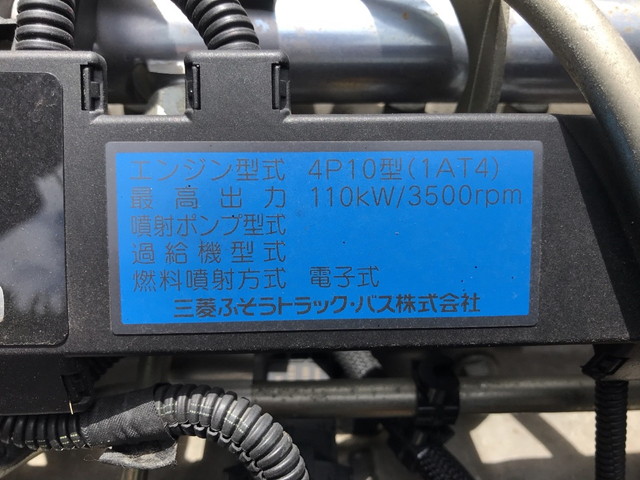 エンジン型式 4P10型(1AT4)
最高出力 110kW/3500rpm
噴射ポンプ型式
過給機型式
燃料噴射方式 電子式
三菱ふそうトラック・バス株式会社